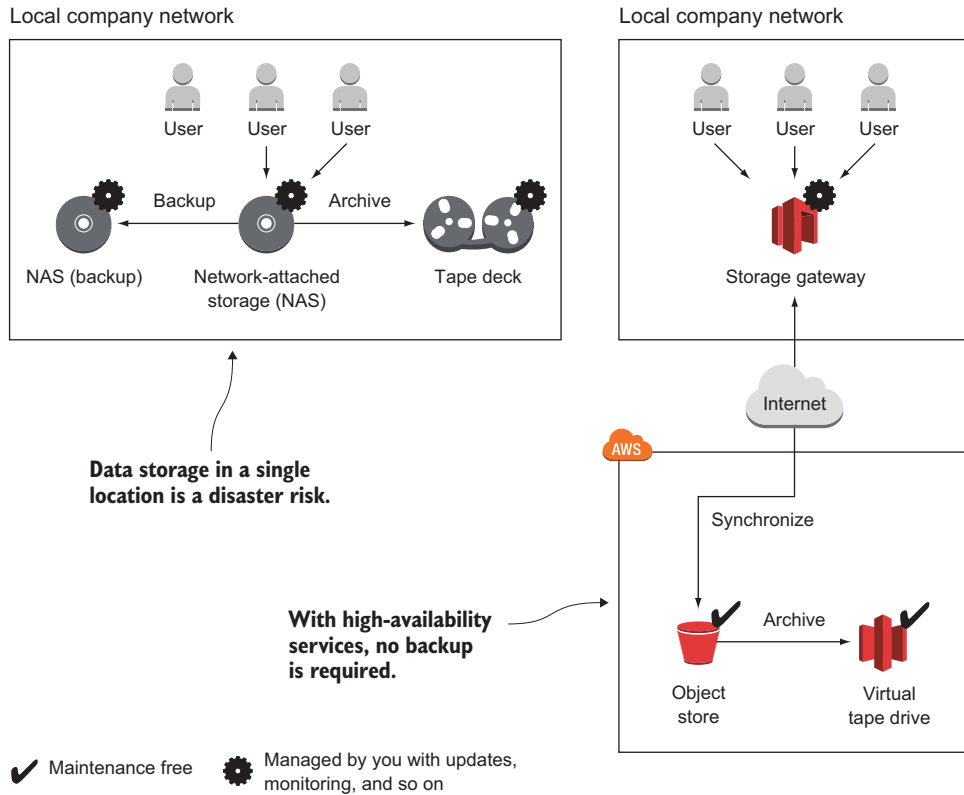 Local company network
User
User
User
Backup
Archive
NAS (backup)
Network-attached
storage (NAS)
Tape deck
Data storage in a single
location is a disaster risk.
Local company network
User
User
User
Storage gateway
Internet
AWS
Synchronize
With high-availability
services, no backup
is required.
Archive
Object
store
Virtual
tape drive
Maintenance free
Managed by you with updates,
monitoring, and so on